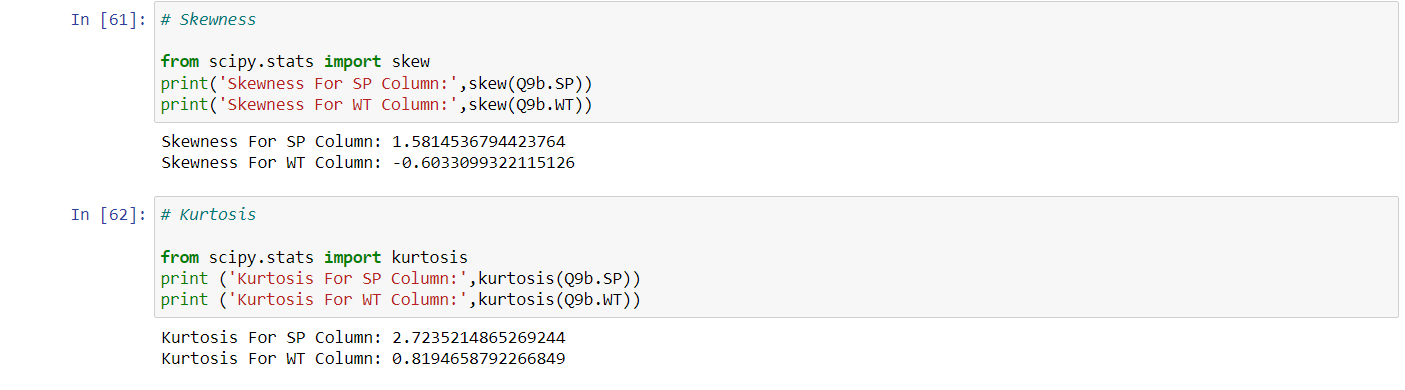 In [61]: # Skewness
from scipy.stats import skew
print('Skewness For SP Column:',skew(Q9b.SP))
print('Skewness For WT Column:',skew(Q9b.WT))
Skewness For SP Column: 1.5814536794423764
Skewness For WT Column: -0.6033099322115126
In [62]: # Kurtosis
from scipy.stats import kurtosis
print ('Kurtosis For SP Column:',kurtosis(Q9b.SP))
print ('Kurtosis For WT Column:',kurtosis(Q9b.WT))
Kurtosis For SP Column: 2.7235214865269244
Kurtosis For WT Column: 0.8194658792266849